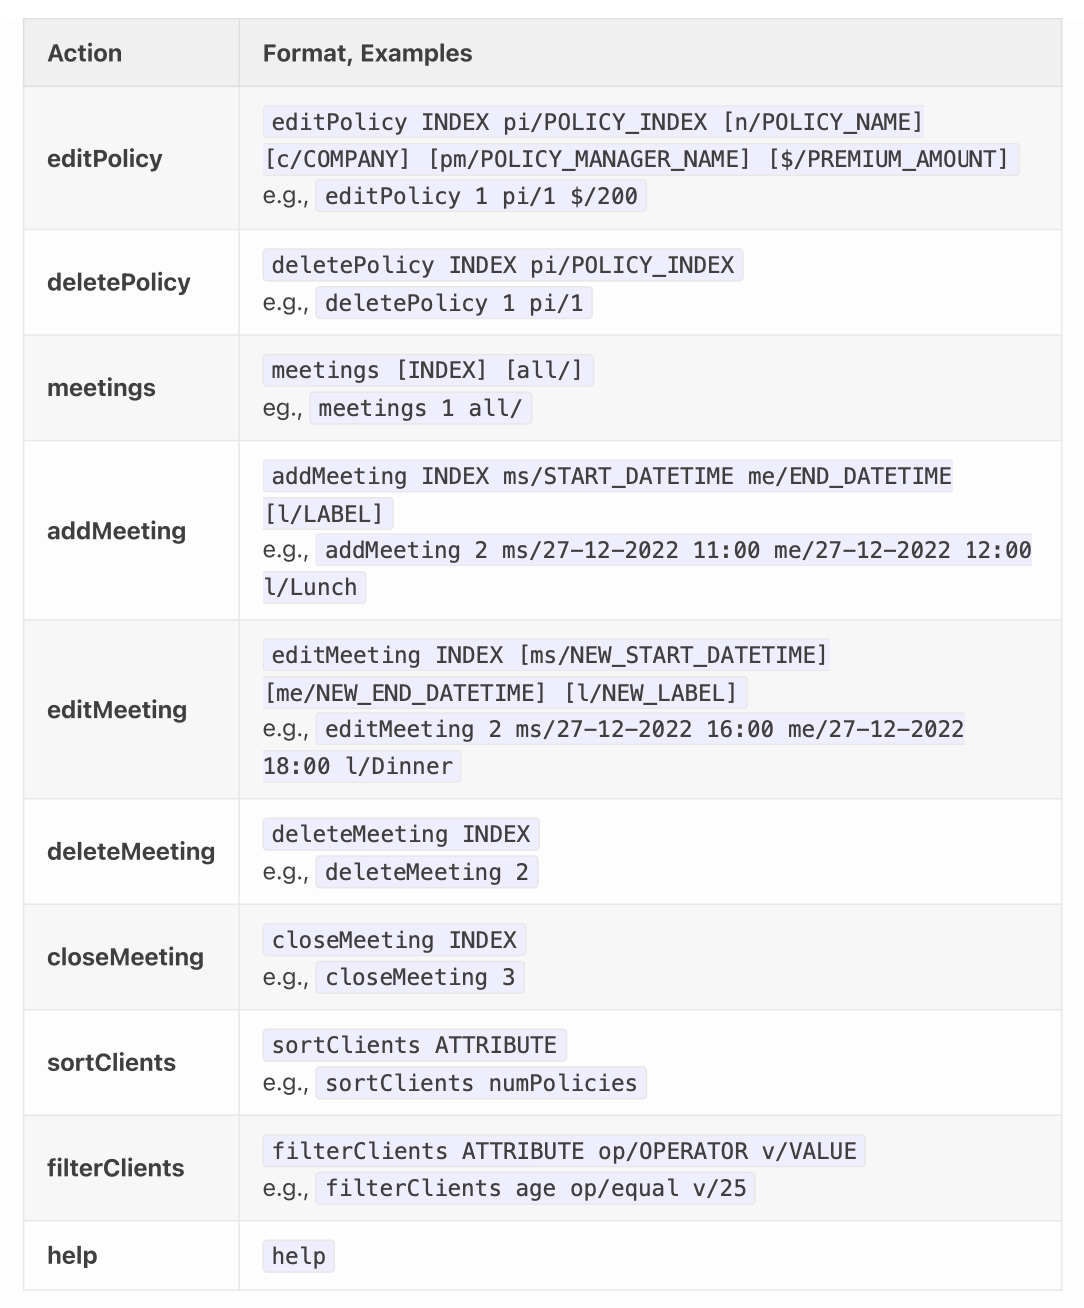 Action
Format, Examples
editPolicy
editPolicy INDEX pi/POLICY_INDEX [n/POLICY_NAME]
[c/COMPANY] [pm/POLICY_MANAGER_NAME] [$/PREMIUM_AMOUNT]
e.g., editPolicy 1 pi/1 $/200
deletePolicy
deletePolicy INDEX pi/POLICY_INDEX
e.g., deletePolicy 1 pi/1
meetings
meetings [INDEX] [all/]
eg., meetings 1 all/
addMeeting
addMeeting INDEX ms/START_DATETIME me/END_DATETIME
[l/LABEL]
e.g., addMeeting 2 ms/27-12-2022 11:00 me/27-12-2022 12:00
l/Lunch
editMeeting
editMeeting INDEX [ms/NEW_START_DATETIME]
[me/NEW_END_DATETIME] [l/NEW_LABEL]
e.g., editMeeting 2 ms/27-12-2022 16:00 me/27-12-2022
18:00 l/Dinner
deleteMeeting
deleteMeeting INDEX
e.g., deleteMeeting 2
closeMeeting
closeMeeting INDEX
e.g., closeMeeting 3
sortClients
sortClients ATTRIBUTE
e.g., sortClients numPolicies
filterClients
filterClients ATTRIBUTE op/OPERATOR v/VALUE
e.g., filterClients age op/equal v/25
help
help